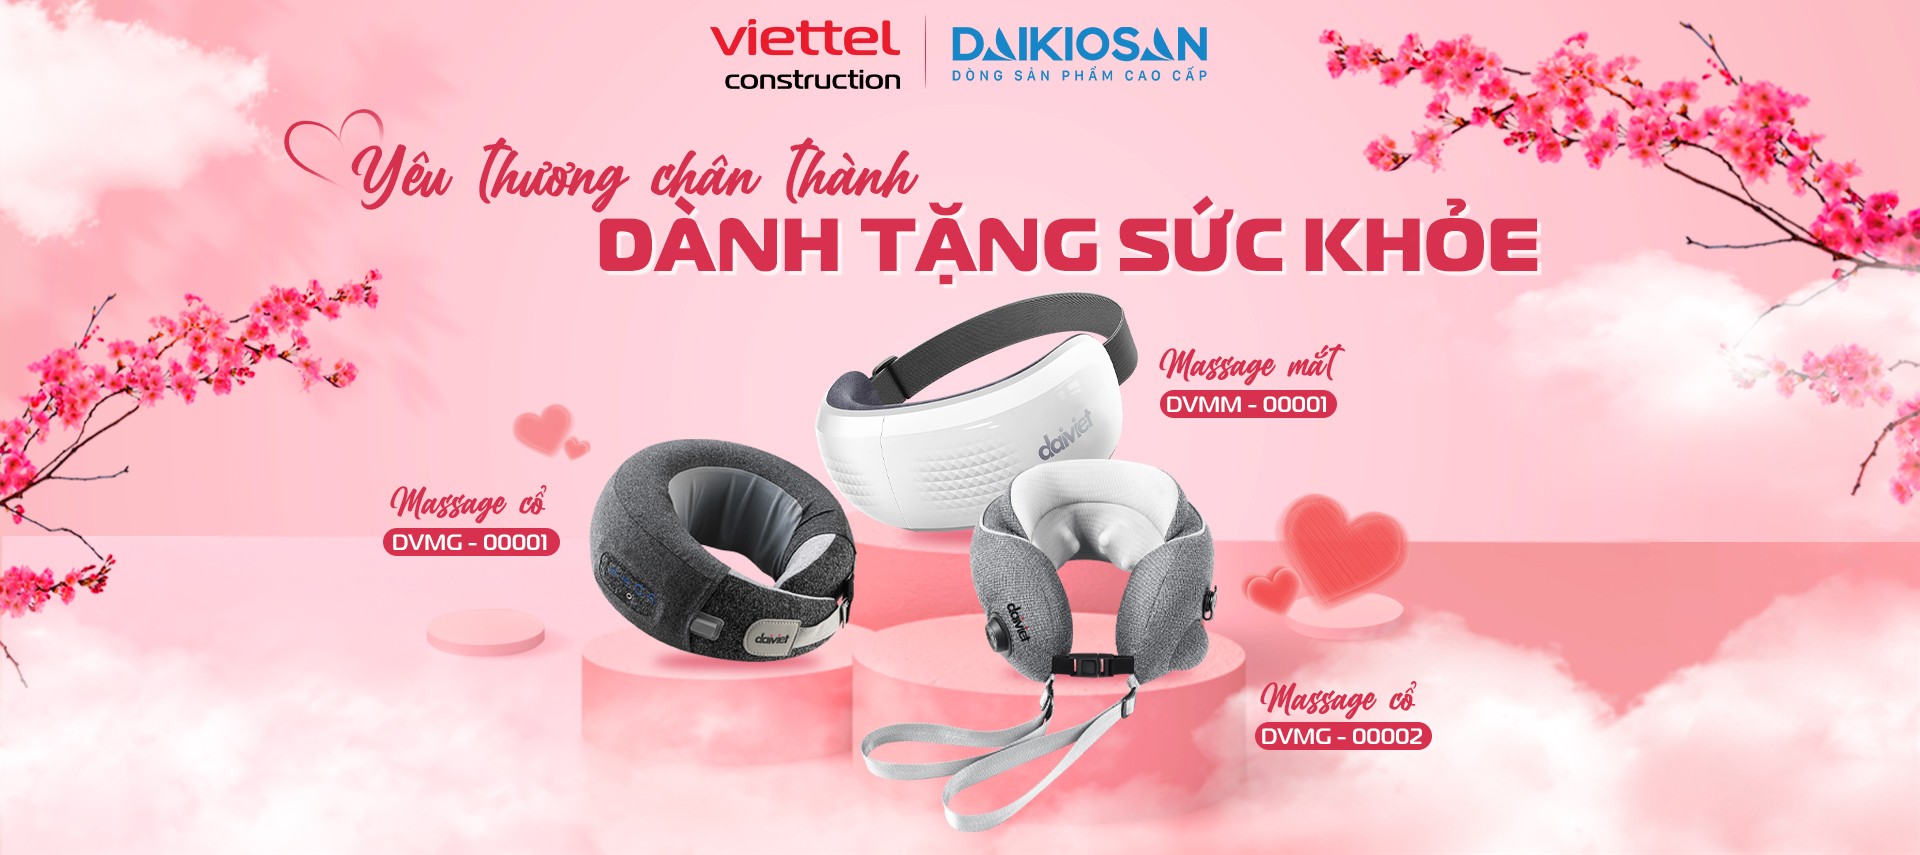 viettel
construction
DAIKIOSAN
DÒNG SẢN PHẨM CAO CẤP
Yêu thương chân thành
DÀNH TẶNG SỨC KHỎE
Massage mắt
DVMM - 00001
daiviet
Massage cổ
DVMG - 00001
daiviet
daiviet
Massage cổ
DVMG - 00002